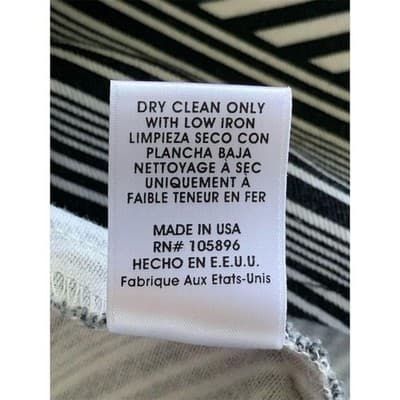 DRY CLEAN ONLY
WITH LOW IRON
LIMPIEZA SECO CON
PLANCHA BAJA
NETTOYAGE À SEC
UNIQUEMENT À
FAIBLE TENEUR EN FER
MADE IN USA
RN# 105896
HECHO EN E.E.U.U.
Fabrique Aux Etats-Unis